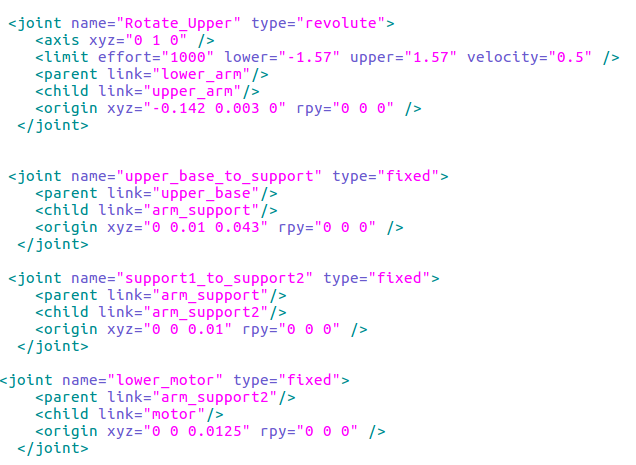 <joint name="Rotate_Upper" type="revolute">
<axis xyz="0 1 0" />
<limit effort="1000" lower="-1.57" upper="1.57" velocity="0.5" />
<parent link="lower_arm"/>
<child link="upper_arm"/>
<origin xyz="-0.142 0.003 0" rpy="0 0 0" />
</joint>
<joint name="upper_base_to_support" type="fixed">
<parent link="upper_base"/>
<child link="arm_support"/>
<origin xyz="0 0.01 0.043" rpy="0 0 0" />
</joint>
<joint name="support1_to_support2" type="fixed">
<parent link="arm_support"/>
<child link="arm_support2"/>
<origin xyz="0 0 0.01" rpy="0 0 0" />
</joint>
<joint name="lower_motor" type="fixed">
<parent link="arm_support2"/>
<child link="motor"/>
<origin xyz="0 0 0.0125" rpy="0 0 0" />
</joint>